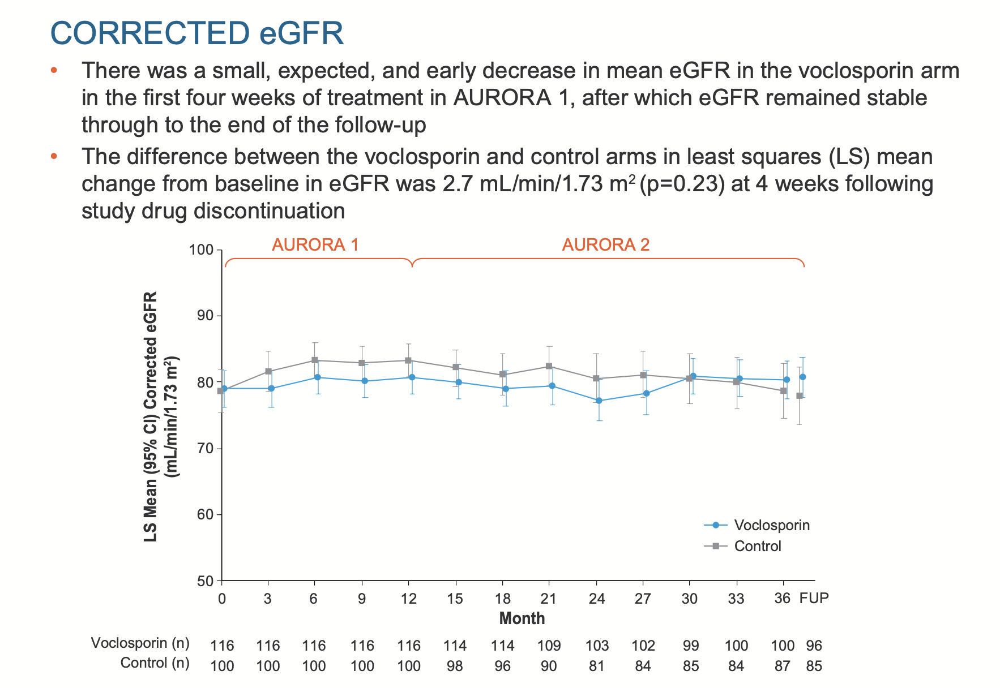 CORRECTED eGFR
• There was a small, expected, and early decrease in mean eGFR in the voclosporin arm
in the first four weeks of treatment in AURORA 1, after which eGFR remained stable
through to the end of the follow-up
• The difference between the voclosporin and control arms in least squares (LS) mean
change from baseline in eGFR was 2.7 mL/min/1.73 m² (p=0.23) at 4 weeks following
study drug discontinuation
AURORA 1 AURORA 2
LS Mean (95% CI) Corrected eGFR
(mL/min/1.73 m²)
100
90
80
70
60
50
Voclosporin
Control
0 3 6 9 12 15 18 21 24 27 30 33 36 FUP
Month
Voclosporin (n) 116 116 116 116 116 114 114 109 103 102 99 100 100 96
Control (n) 100 100 100 100 100 98 96 90 81 84 85 84 87 85